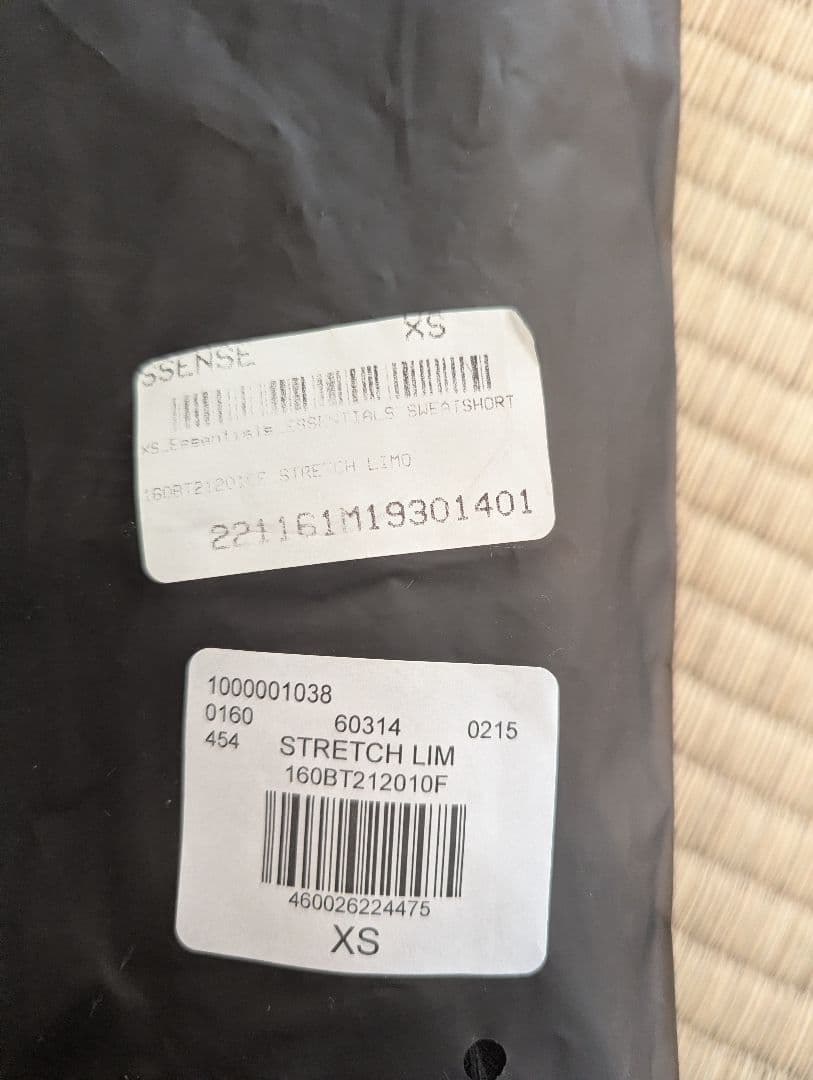 SSENSE
XS
XS_Essentials_ESSENTIALS SWEATSHORT
160BT212010F STRETCH LIMO
221161M19301401
1000001038
0160 60314 0215
454 STRETCH LIM
160BT212010F
460026224475
XS